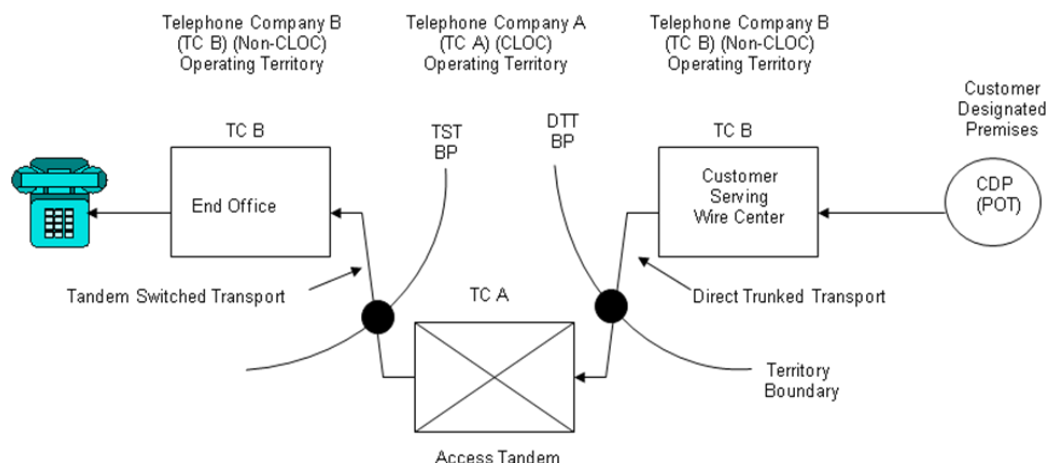 Telephone Company B
(TC B) (Non-CLOC)
Operating Territory
Telephone Company A
(TC A) (CLOC)
Operating Territory
Telephone Company B
(TC B) (Non-CLOC)
Operating Territory
Customer
Designated
Premises
TC B
TST
BP
DTT
BP
TC B
End Office
Customer
Serving
Wire Center
CDP
(POT)
Tandem Switched Transport
TC A
Direct Trunked Transport
Territory
Boundary
Access Tandem